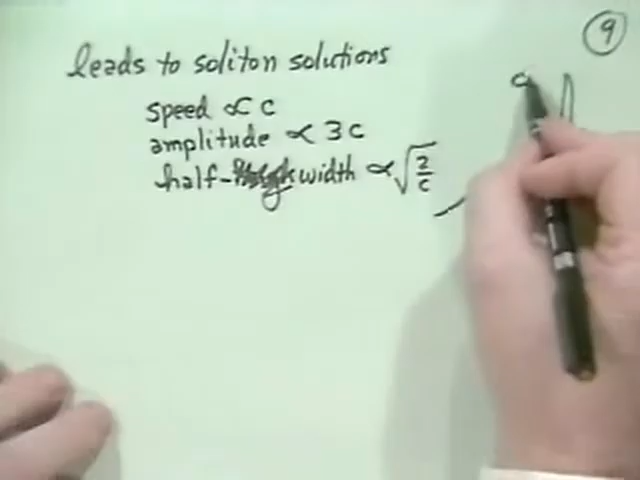 9
leads to soliton solutions
speed ∝ c
amplitude ∝ 3c
half-width ∝ √(2/c)